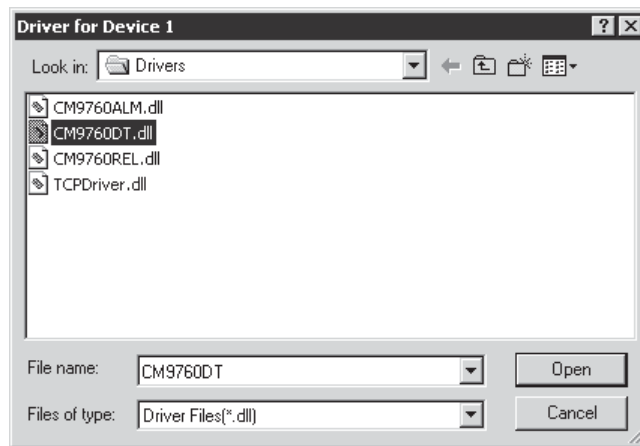 Driver for Device 1
Look in: Drivers
CM9760ALM.dll
CM9760DT.dll
CM9760REL.dll
TCPDriver.dll
File name: CM9760DT Open
Files of type: Driver Files(*.dll) Cancel